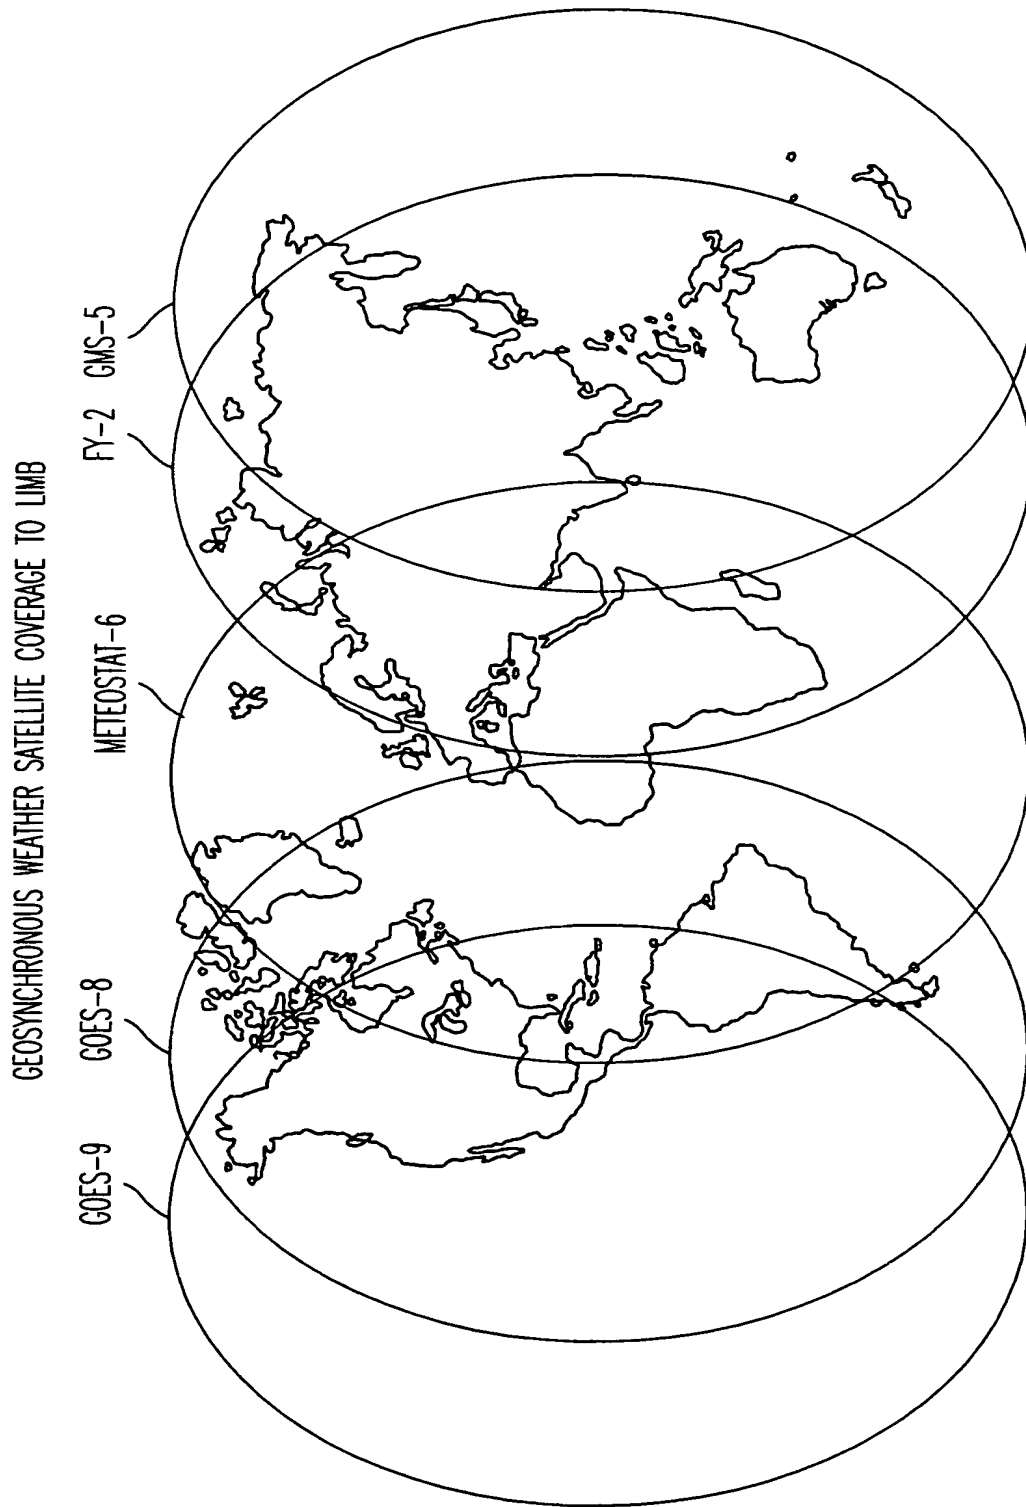 GEOSYNCHRONOUS WEATHER SATELLITE COVERAGE TO LIMB
GOES-9
GOES-8
METEOSTAT-6
FY-2
GMS-5